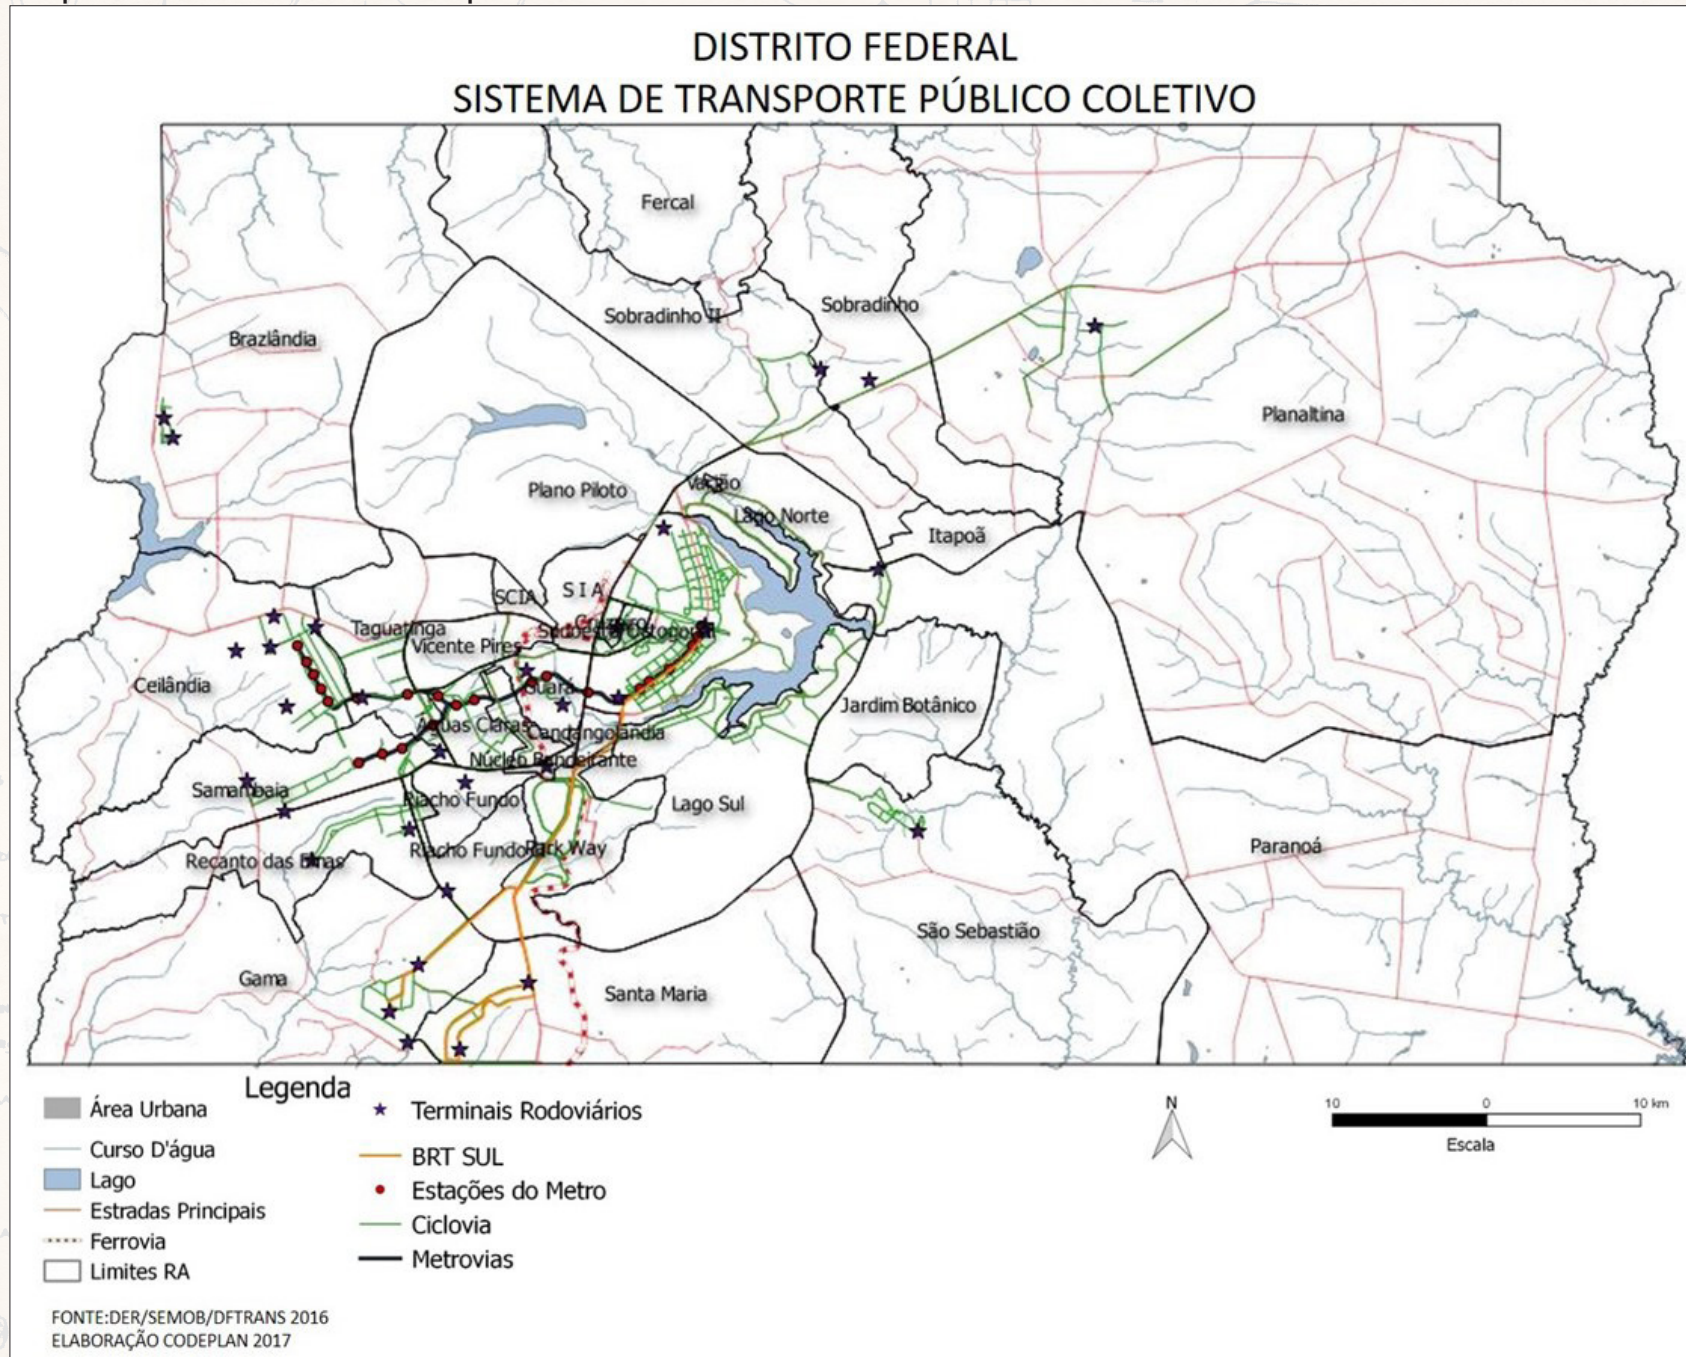 DISTRITO FEDERAL
SISTEMA DE TRANSPORTE PÚBLICO COLETIVO
Fercal
Sobradinho II
Sobradinho
Brazlândia
Planaltina
Plano Piloto
Varjão
Lago Norte
Itapoã
SCIA
S I A
Taguatinga
Vicente Pires
Ceilândia
Guará
Jardim Botânico
Águas Claras
Candangolândia
Núcleo Bandeirante
Samambaia
Riacho Fundo
Lago Sul
Recanto das Emas
Riacho Fundo II
Park Way
Paranoá
São Sebastião
Gama
Santa Maria
Legenda
Área Urbana
Curso D'água
Lago
Estradas Principais
Ferrovia
Limites RA
Terminais Rodoviários
BRT SUL
Estações do Metro
Ciclovia
Metrovias
N
10 0 10 km
Escala
FONTE:DER/SEMOB/DFTRANS 2016
ELABORAÇÃO CODEPLAN 2017